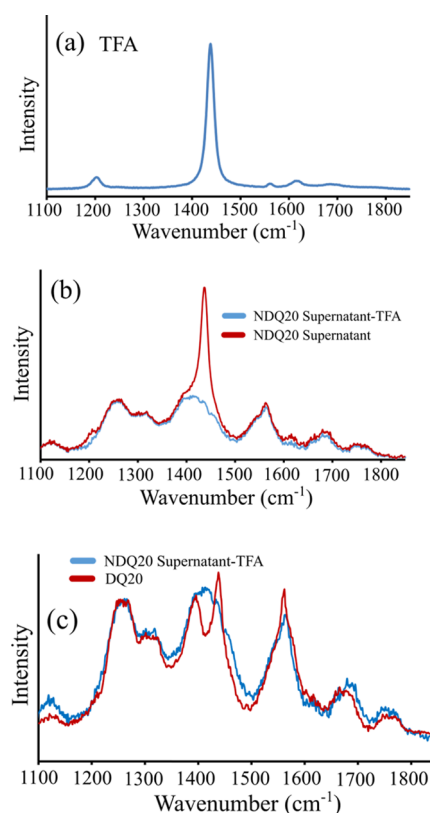 (a) TFA
Intensity
1100 1200 1300 1400 1500 1600 1700 1800
Wavenumber (cm-1)
(b)
NDQ20 Supernatant-TFA
NDQ20 Supernatant
Intensity
1100 1200 1300 1400 1500 1600 1700 1800
Wavenumber (cm-1)
NDQ20 Supernatant-TFA
DQ20
(c)
Intensity
1100 1200 1300 1400 1500 1600 1700 1800
Wavenumber (cm-1)